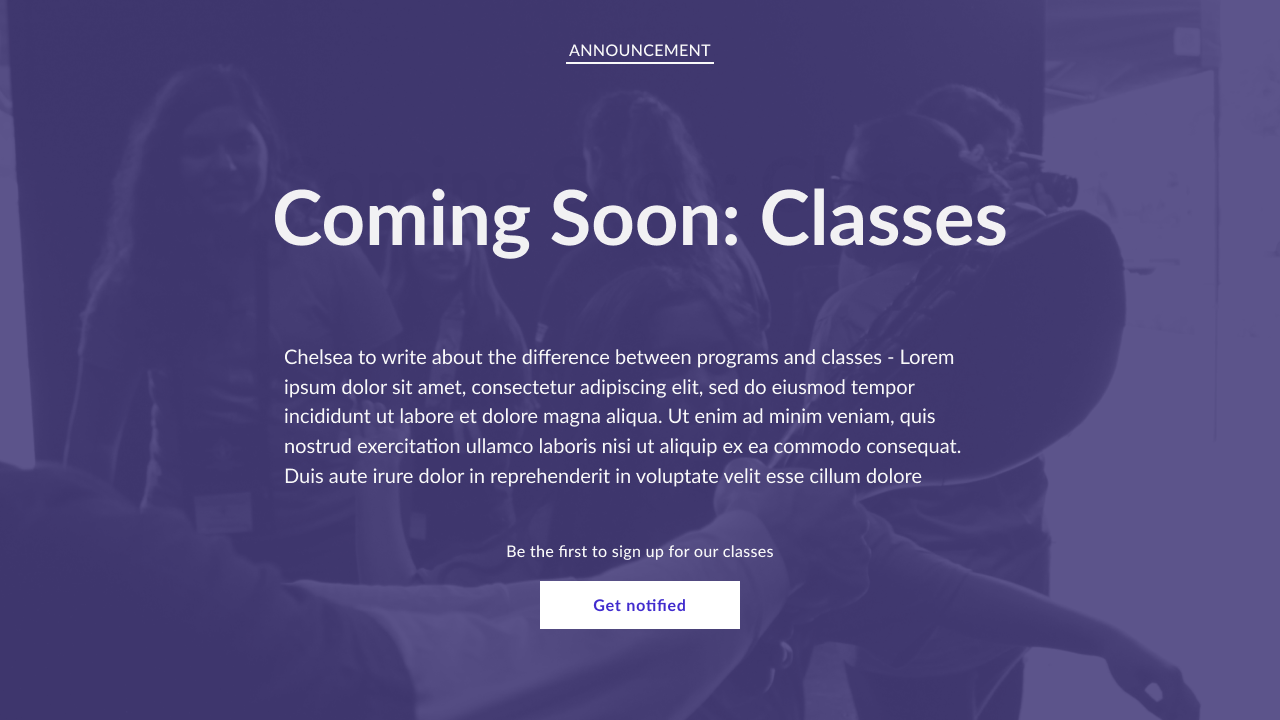 ANNOUNCEMENT
Coming Soon: Classes
Chelsea to write about the difference between programs and classes - Lorem
ipsum dolor sit amet, consectetur adipiscing elit, sed do eiusmod tempor
incididunt ut labore et dolore magna aliqua. Ut enim ad minim veniam, quis
nostrud exercitation ullamco laboris nisi ut aliquip ex ea commodo consequat.
Duis aute irure dolor in reprehenderit in voluptate velit esse cillum dolore
Be the first to sign up for our classes
Get notified